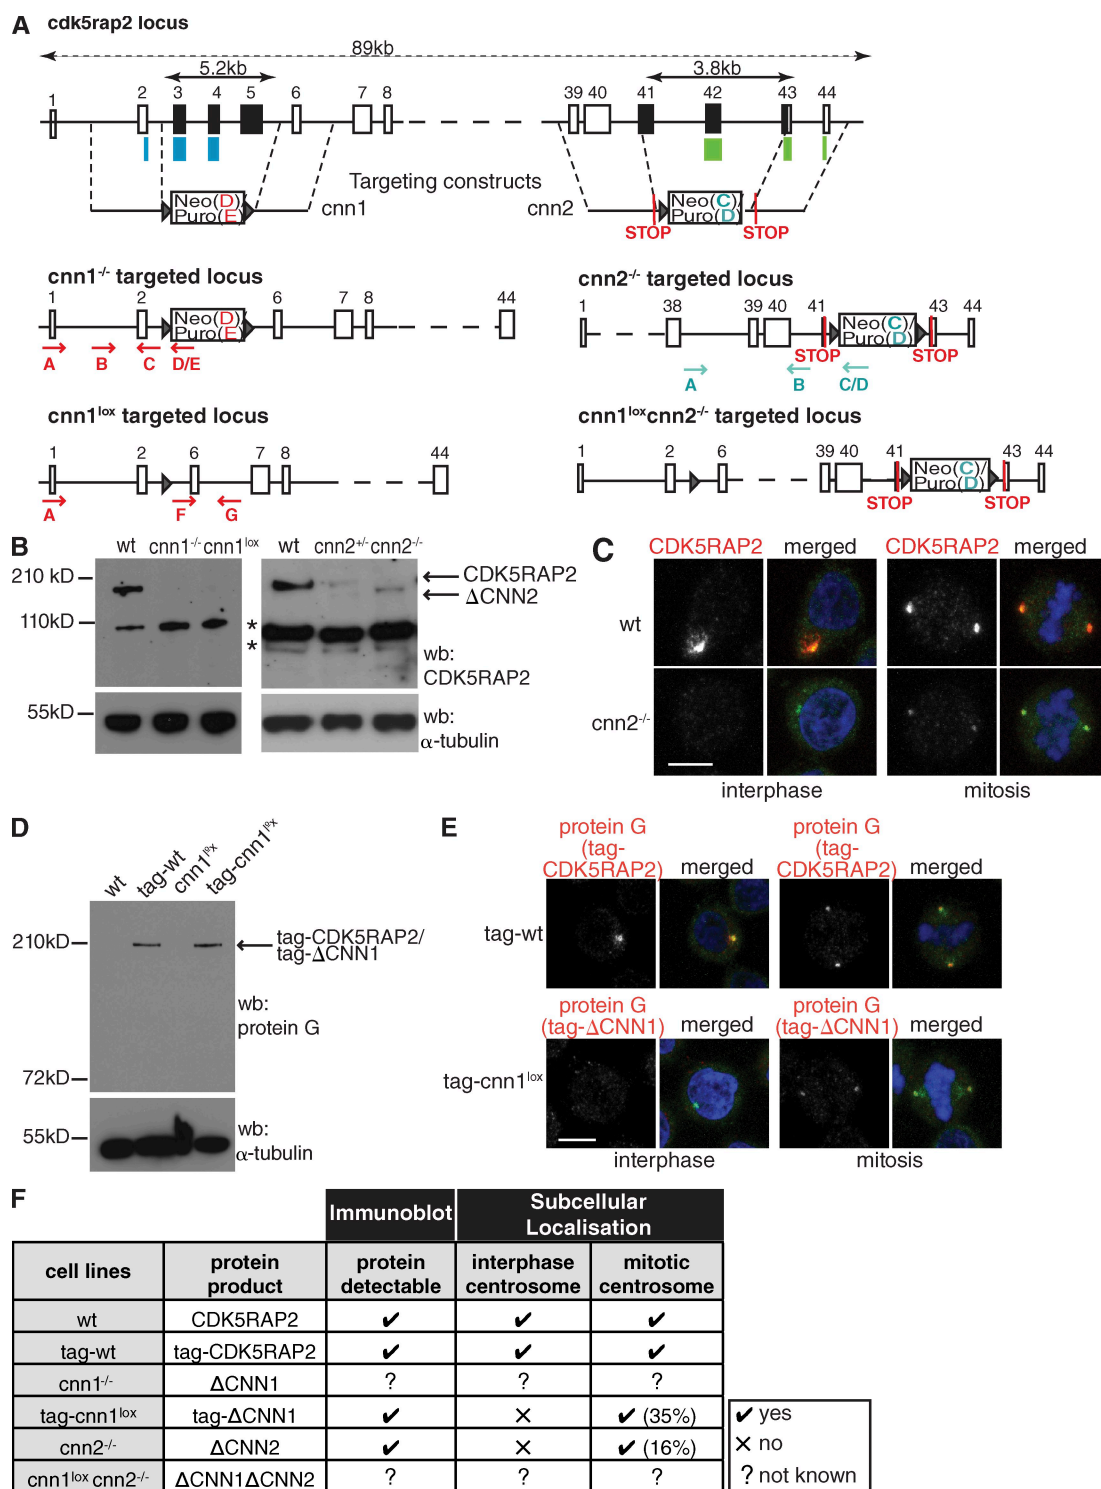 A cdk5rap2 locus
89kb
5.2kb 3.8kb
1 2 3 4 5 6 7 8 39 40 41 42 43 44
Targeting constructs
Neo(D)/ Puro(E) cnn1 cnn2 Neo(C)/ Puro(D)
STOP STOP
cnn1-/- targeted locus
1 2 6 7 8 44
Neo(D)/
Puro(E)
A B C D/E
cnn2-/- targeted locus
1 38 39 40 41 43 44
Neo(C)/
Puro(D)
STOP STOP
A B C/D
cnn1lox targeted locus
1 2 6 7 8 44
A F G
cnn1loxcnn2-/- targeted locus
1 2 6 39 40 41 43 44
Neo(C)/
Puro(D)
STOP STOP
B
wt cnn1-/- cnn1lox wt cnn2+/- cnn2-/-
210 kD
110kD
55kD
CDK5RAP2
ΔCNN2
*
*
wb:
CDK5RAP2
wb:
α-tubulin
C
CDK5RAP2 merged CDK5RAP2 merged
wt
cnn2-/-
interphase mitosis
D
wt tag-wt cnn1lox tag-cnn1lox
210kD
72kD
55kD
tag-CDK5RAP2/
tag-ΔCNN1
wb:
protein G
wb:
α-tubulin
E
protein G (tag-CDK5RAP2) merged protein G (tag-CDK5RAP2) merged
tag-wt
protein G (tag-ΔCNN1) merged protein G (tag-ΔCNN1) merged
tag-cnn1lox
interphase mitosis
F
Immunoblot Subcellular Localisation
cell lines protein product protein detectable interphase centrosome mitotic centrosome
wt CDK5RAP2 ✔ ✔ ✔
tag-wt tag-CDK5RAP2 ✔ ✔ ✔
cnn1-/- ΔCNN1 ? ? ?
tag-cnn1lox tag-ΔCNN1 ✔ ✕ ✔ (35%)
cnn2-/- ΔCNN2 ✔ ✕ ✔ (16%)
cnn1lox cnn2-/- ΔCNN1ΔCNN2 ? ? ?
✔ yes
✕ no
? not known